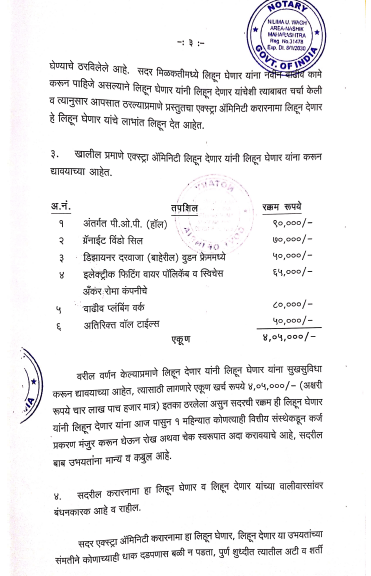 -: ३ :-
NOTARY
NILIMA U. WAGH
AREA-NASHIK
MAHARASHTRA
Reg. No.31478
Exp. Dt. 8/1/2030
GOVT. OF INDIA
घेण्याचे ठरविलेले आहे. सदर मिळकतीमध्ये लिहून घेणार यांना नवीन वाढीव कामे
करून पाहिजे असल्याने लिहून घेणार यांनी लिहून देणार यांचेशी त्याबाबत चर्चा केली
व त्यानुसार आपसात ठरल्याप्रमाणे प्रस्तुतचा एक्स्ट्रा ॲमिनिटी करारनामा लिहून देणार
हे लिहून घेणार यांचे लाभांत लिहून देत आहेत.
३. खालील प्रमाणे एक्स्ट्रा ॲमिनिटी लिहून देणार यांनी लिहून घेणार यांना करून
द्यावयाच्या आहेत.
अ.नं. तपशिल रक्कम रूपये
१ अंतर्गत पी.ओ.पी. (हॉल) ९०,०००/-
२ ग्रॅनाईट विंडो सिल ७०,०००/-
३ डिझायनर दरवाजा (बाहेरील) वुडन फ्रेममध्ये ५०,०००/-
४ इलेक्ट्रीक फिटिंग वायर पॉलिकॅब व स्विचेस ६५,०००/-
अँकर रोमा कंपनीचे
५ वाढीव प्लंबिंग वर्क ८०,०००/-
६ अतिरिक्त वॉल टाईल्स ५०,०००/-
एकूण ४,०५,०००/-
वरील वर्णन केल्याप्रमाणे लिहून देणार यांनी लिहून घेणार यांना सुखसुविधा
करून द्यावयाच्या आहेत, त्यासाठी लागणारे एकूण खर्च रूपये ४,०५,०००/- (अक्षरी
रूपये चार लाख पाच हजार मात्र) इतका ठरलेला असुन सदरची रक्कम ही लिहून घेणार
यांनी लिहून देणार यांना आज पासुन १ महिन्यात कोणत्याही वित्तीय संस्थेकडून कर्ज
प्रकरण मंजुर करून घेऊन रोख अथवा चेक स्वरूपात अदा करावयाचे आहे, सदरील
बाब उभयतांना मान्य व कबुल आहे.
४. सदरील करारनामा हा लिहून घेणार व लिहून देणार यांच्या वालीवारसांवर
बंधनकारक आहे व राहील.
सदर एक्स्ट्रा ॲमिनिटी करारनामा हा लिहून घेणार, लिहून देणार या उभयतांच्या
संमतीने कोणाच्याही धाक दडपणास बळी न पडता, पुर्ण शुध्दीत त्यातील अटी व शर्ती